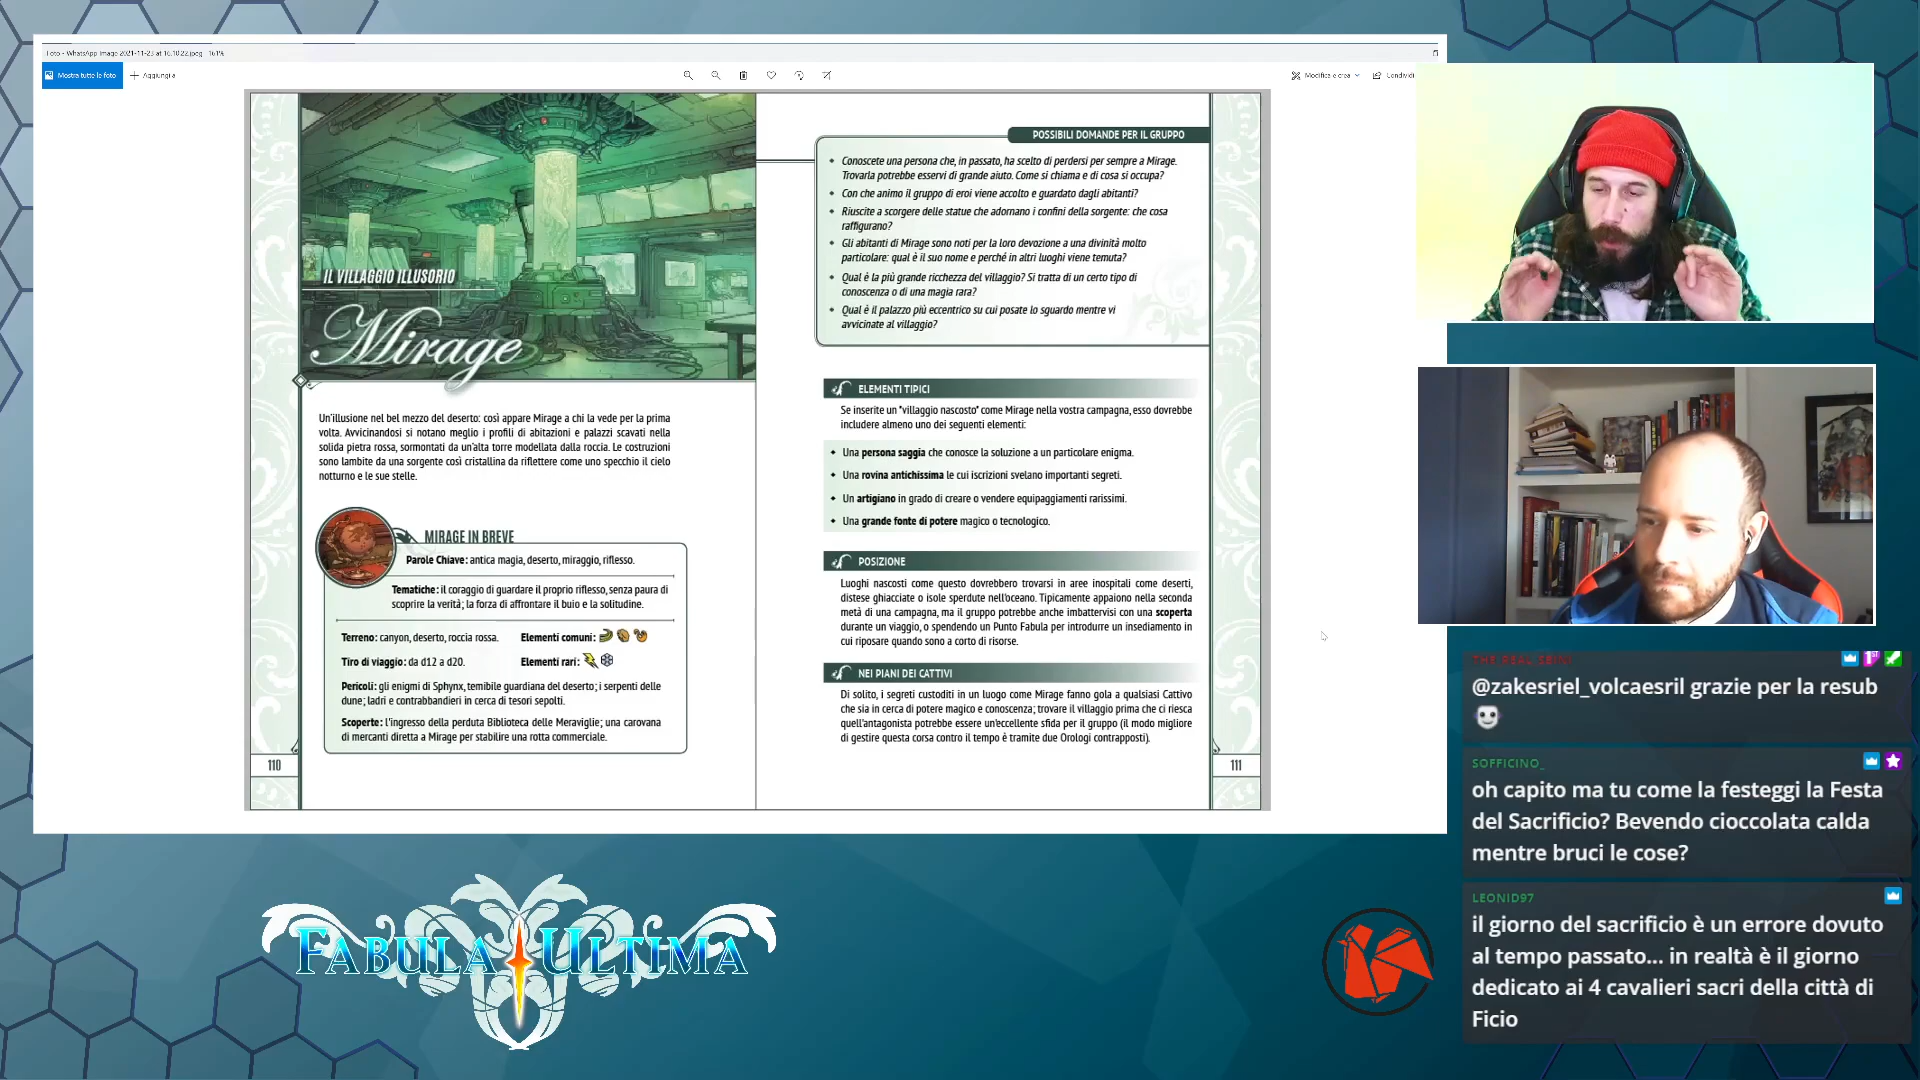 Foto - WhatsApp Image 2021-11-23 at 16.10.22.jpeg - 161%
Mostra tutte le foto
Aggiungi a
Modifica e crea
Condividi
IL VILLAGGIO ILLUSORIO
Mirage
Un'illusione nel bel mezzo del deserto: così appare Mirage a chi la vede per la prima
volta. Avvicinandosi si notano meglio i profili di abitazioni e palazzi scavati nella
solida pietra rossa, sormontati da un'alta torre modellata dalla roccia. Le costruzioni
sono lambite da una sorgente così cristallina da riflettere come uno specchio il cielo
notturno e le sue stelle.
MIRAGE IN BREVE
Parole Chiave: antica magia, deserto, miraggio, riflesso.
Tematiche: il coraggio di guardare il proprio riflesso, senza paura di
scoprire la verità; la forza di affrontare il buio e la solitudine.
Terreno: canyon, deserto, roccia rossa.
Elementi comuni:
Tiro di viaggio: da d12 a d20.
Elementi rari:
Pericoli: gli enigmi di Sphynx, temibile guardiana del deserto; i serpenti delle
dune; ladri e contrabbandieri in cerca di tesori sepolti.
Scoperte: l'ingresso della perduta Biblioteca delle Meraviglie; una carovana
di mercanti diretta a Mirage per stabilire una rotta commerciale.
110
POSSIBILI DOMANDE PER IL GRUPPO
Conoscete una persona che, in passato, ha scelto di perdersi per sempre a Mirage.
Trovarla potrebbe esservi di grande aiuto. Come si chiama e di cosa si occupa?
Con che animo il gruppo di eroi viene accolto e guardato dagli abitanti?
Riuscite a scorgere delle statue che adornano i confini della sorgente: che cosa
raffigurano?
Gli abitanti di Mirage sono noti per la loro devozione a una divinità molto
particolare: qual è il suo nome e perché in altri luoghi viene temuta?
Qual è la più grande ricchezza del villaggio? Si tratta di un certo tipo di
conoscenza o di una magia rara?
Qual è il palazzo più eccentrico su cui posate lo sguardo mentre vi
avvicinate al villaggio?
ELEMENTI TIPICI
Se inserite un "villaggio nascosto" come Mirage nella vostra campagna, esso dovrebbe
includere almeno uno dei seguenti elementi:
Una persona saggia che conosce la soluzione a un particolare enigma.
Una rovina antichissima le cui iscrizioni svelano importanti segreti.
Un artigiano in grado di creare o vendere equipaggiamenti rarissimi.
Una grande fonte di potere magico o tecnologico.
POSIZIONE
Luoghi nascosti come questo dovrebbero trovarsi in aree inospitali come deserti,
distese ghiacciate o isole sperdute nell'oceano. Tipicamente appaiono nella seconda
metà di una campagna, ma il gruppo potrebbe anche imbattervisi con una scoperta
durante un viaggio, o spendendo un Punto Fabula per introdurre un insediamento in
cui riposare quando sono a corto di risorse.
NEI PIANI DEI CATTIVI
Di solito, i segreti custoditi in un luogo come Mirage fanno gola a qualsiasi Cattivo
che sia in cerca di potere magico e conoscenza; trovare il villaggio prima che ci riesca
quell'antagonista potrebbe essere un'eccellente sfida per il gruppo (il modo migliore
di gestire questa corsa contro il tempo è tramite due Orologi contrapposti).
111
THE REAL SBINI
@zakesriel_volcaesril grazie per la resub
SOFFICINO_
oh capito ma tu come la festeggi la Festa
del Sacrificio? Bevendo cioccolata calda
mentre bruci le cose?
LEONID97
il giorno del sacrificio è un errore dovuto
al tempo passato... in realtà è il giorno
dedicato ai 4 cavalieri sacri della città di
Ficio
FABULA ULTIMA